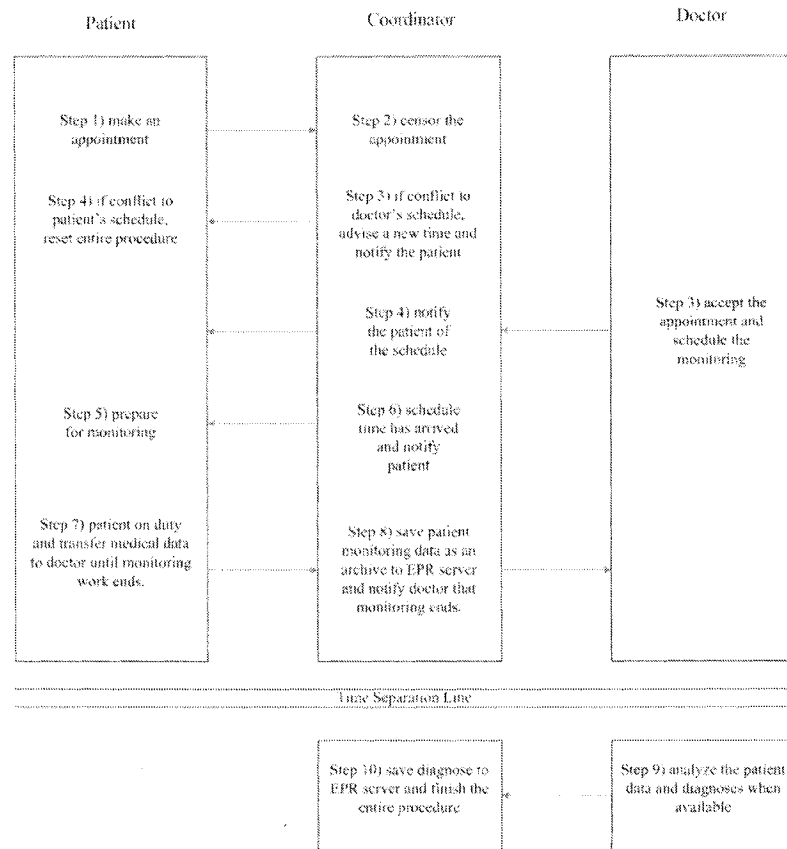 Patient
Coordinator
Doctor
Step 1) make an
appointment
Step 2) censor the
appointment
Step 4) if conflict to
patient's schedule,
reset entire procedure
Step 3) if conflict to
doctor's schedule,
advise a new time and
notify the patient
Step 4) notify
the patient of
the schedule
Step 3) accept the
appointment and
schedule the
monitoring
Step 5) prepare
for monitoring
Step 6) schedule
time has arrived
and notify
patient
Step 7) patient on duty
and transfer medical data
to doctor until monitoring
work ends.
Step 8) save patient
monitoring data as an
archive to EPR server
and notify doctor that
monitoring ends.
Time Separation Line
Step 10) save diagnose to
EPR server and finish the
entire procedure
Step 9) analyze the patient
data and diagnoses when
available